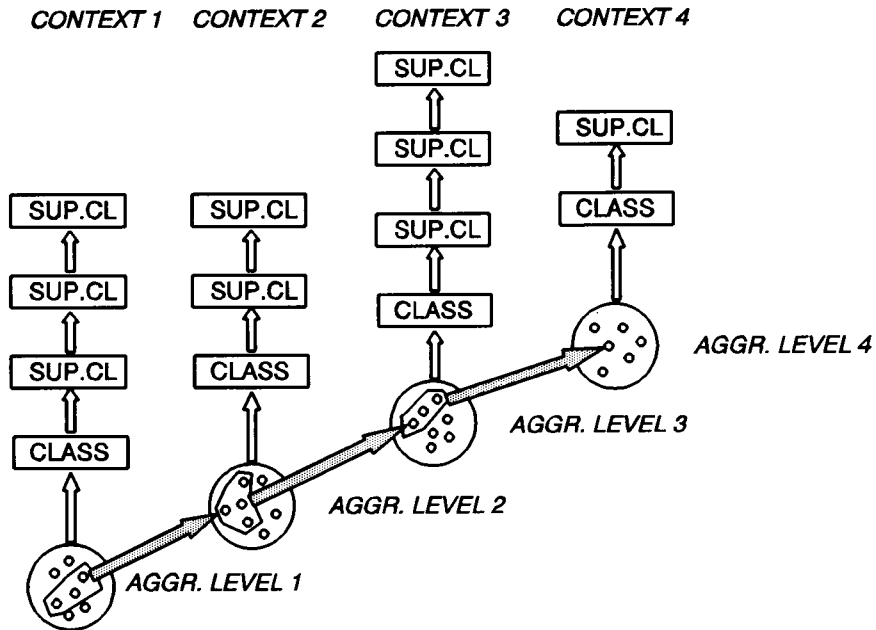 CONTEXT 1 CONTEXT 2 CONTEXT 3 CONTEXT 4
SUP.CL
SUP.CL
SUP.CL
SUP.CL SUP.CL SUP.CL CLASS
SUP.CL SUP.CL CLASS
SUP.CL CLASS AGGR. LEVEL 4
CLASS AGGR. LEVEL 3
AGGR. LEVEL 2
AGGR. LEVEL 1